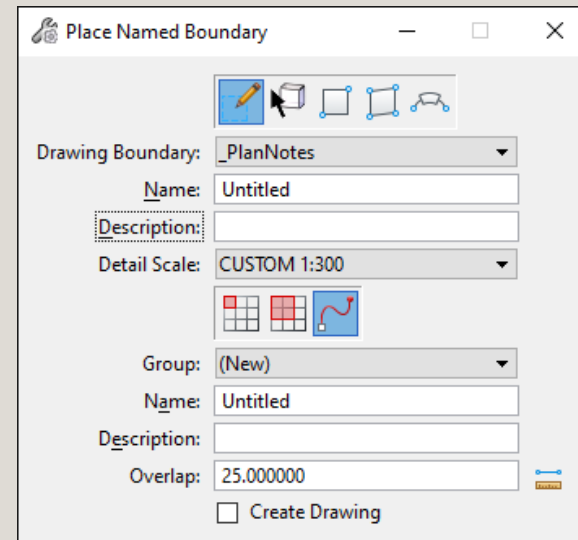 Place Named Boundary
Drawing Boundary: _PlanNotes
Name: Untitled
Description:
Detail Scale: CUSTOM 1:300
Group: (New)
Name: Untitled
Description:
Overlap: 25.000000
Create Drawing